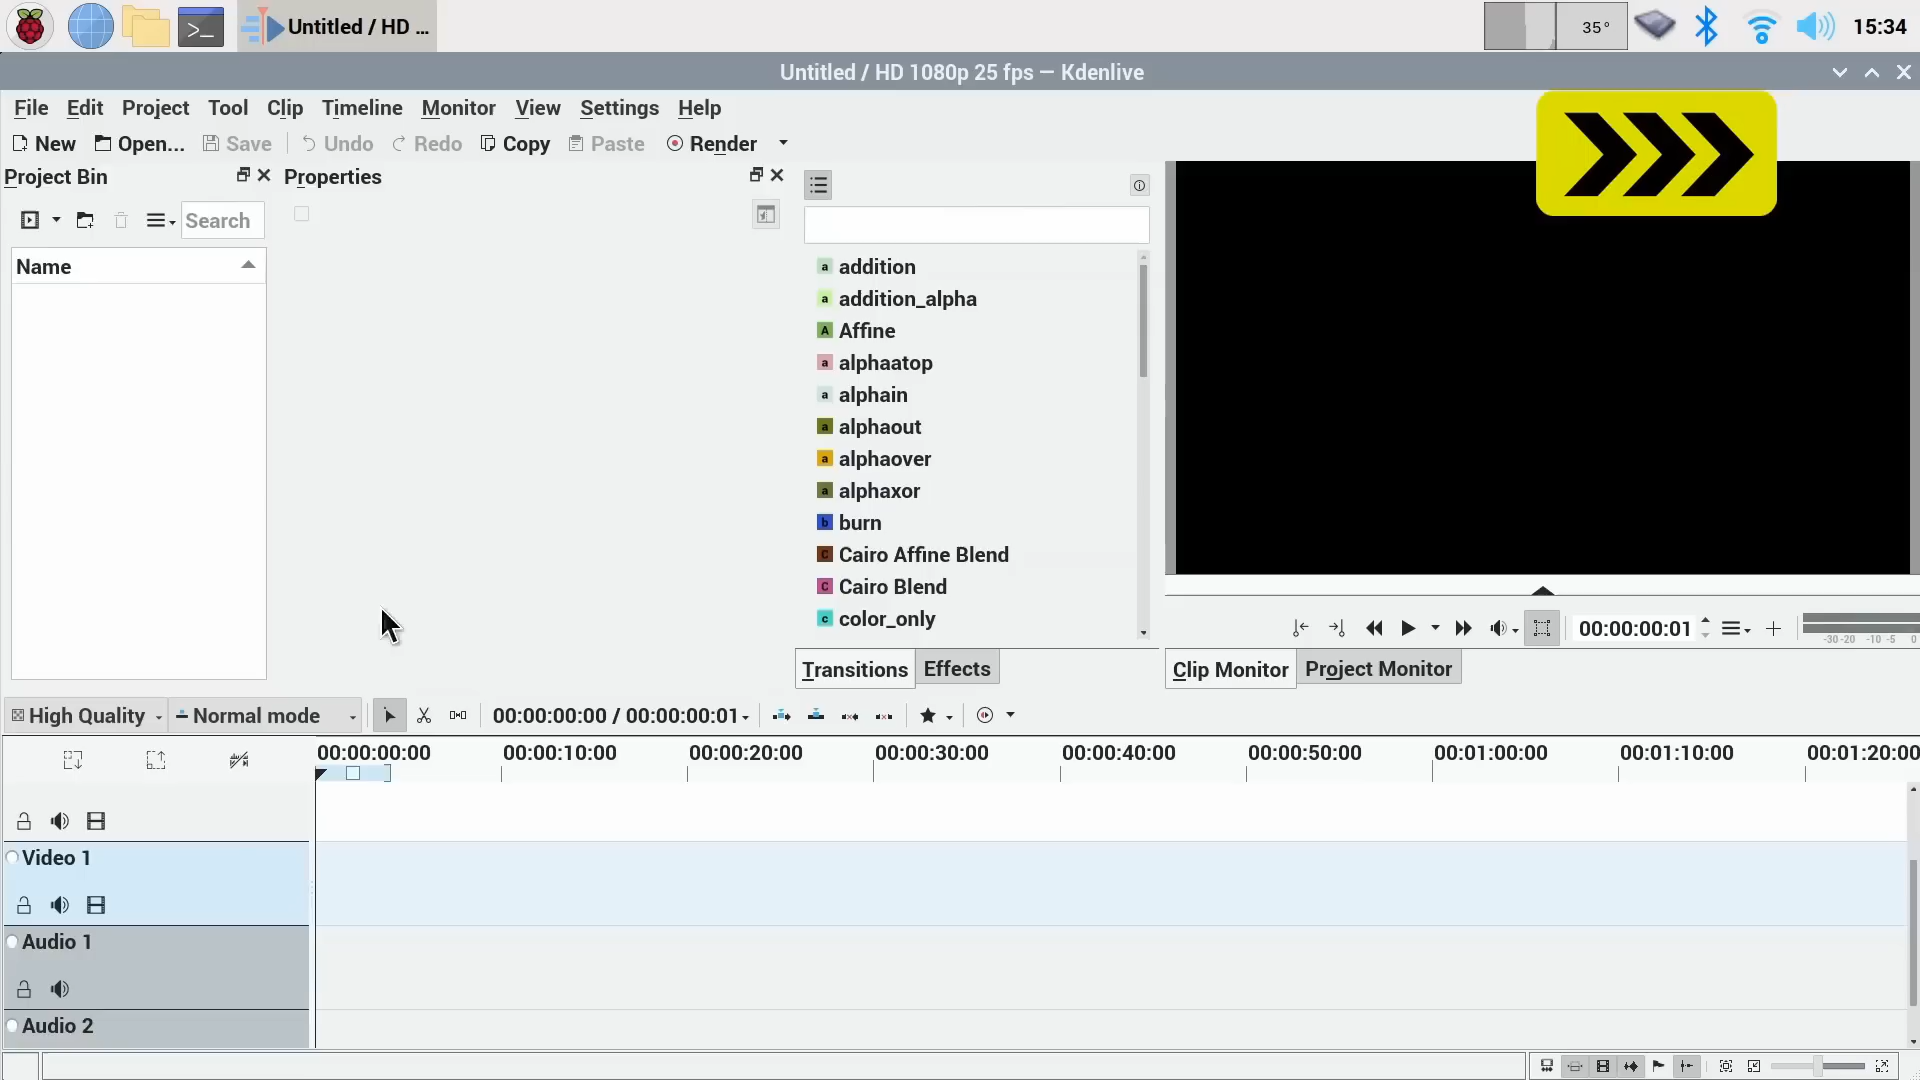 Untitled / HD ...
35°
15:34
Untitled / HD 1080p 25 fps — Kdenlive
File Edit Project Tool Clip Timeline Monitor View Settings Help
New Open... Save Undo Redo Copy Paste Render
Project Bin
Properties
Search
Name
a addition
a addition_alpha
A Affine
a alphaatop
a alphain
a alphaout
a alphaover
a alphaxor
b burn
C Cairo Affine Blend
C Cairo Blend
c color_only
Transitions Effects
00:00:00:01
-30 -20 -10 -5 0
Clip Monitor Project Monitor
High Quality Normal mode 00:00:00:00 / 00:00:00:01
00:00:00:00 00:00:10:00 00:00:20:00 00:00:30:00 00:00:40:00 00:00:50:00 00:01:00:00 00:01:10:00 00:01:20:00
Video 1
Audio 1
Audio 2